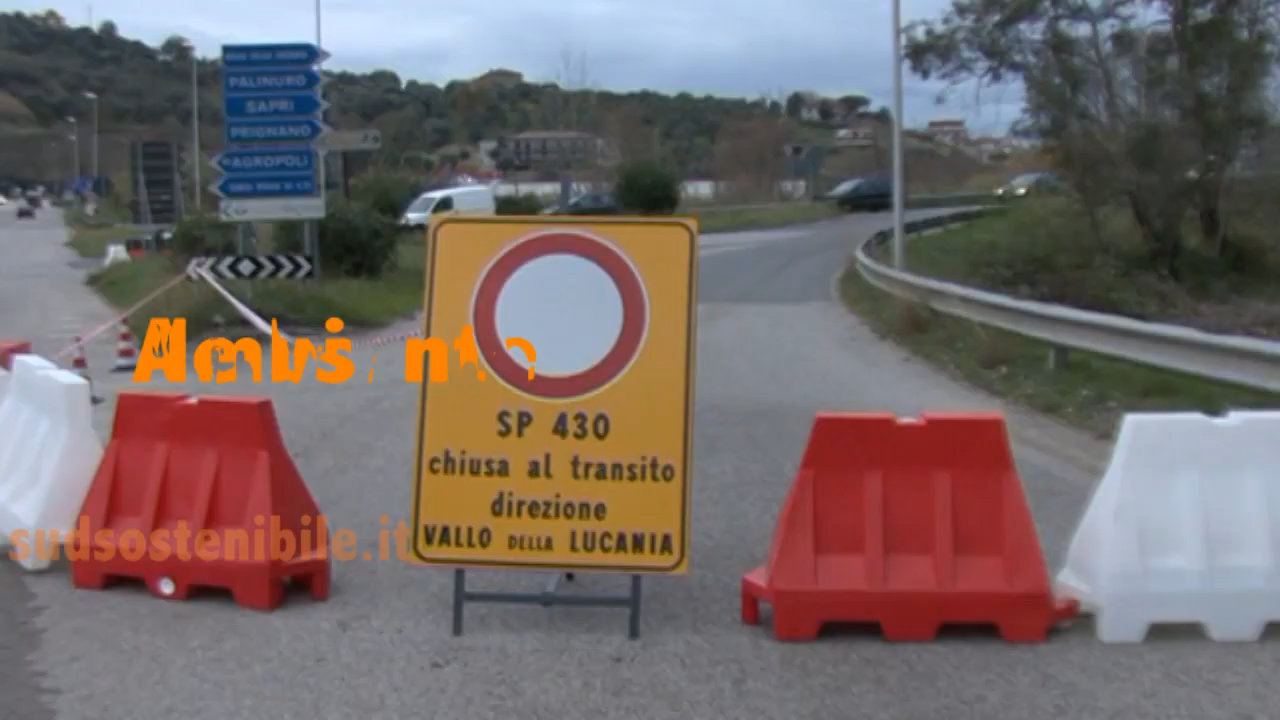 PALINURO
SAPRI
PRIGNANO
AGROPOLI
SP 430
chiusa al transito
direzione
VALLO DELLA LUCANIA
sudsostenibile.it